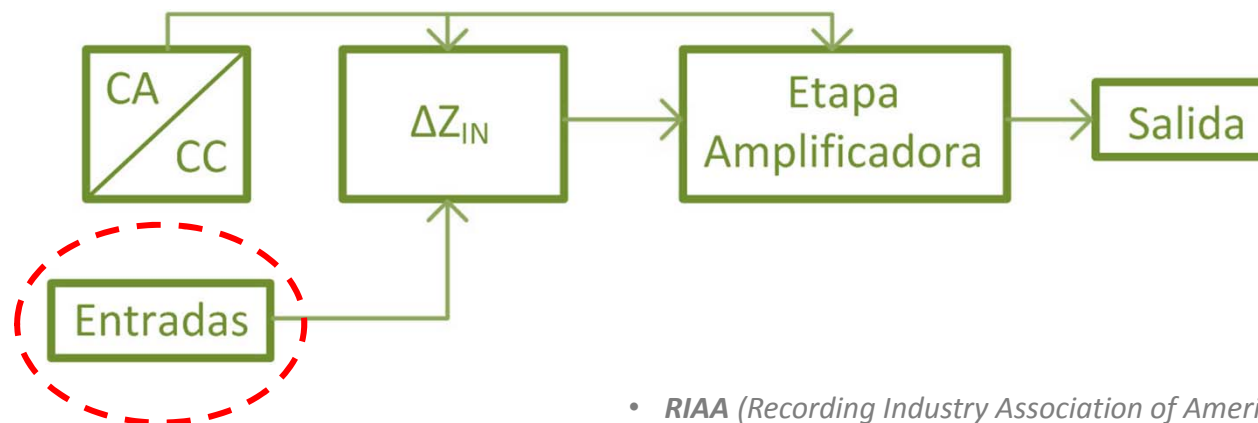 CA
CC
ΔZIN
Etapa
Amplificadora
Salida
Entradas
• RIAA (Recording Industry Association of Ameri